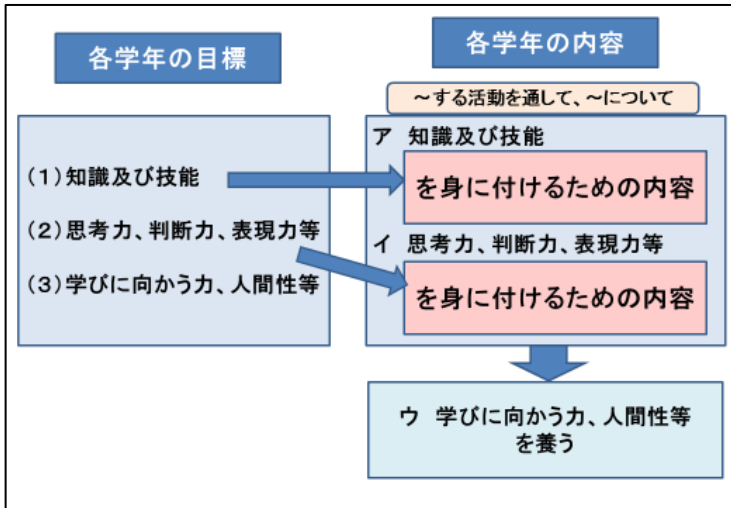 各学年の目標
(1)知識及び技能
(2)思考力、判断力、表現力等
(3)学びに向かう力、人間性等
各学年の内容
～する活動を通して、～について
ア 知識及び技能
を身に付けるための内容
イ 思考力、判断力、表現力等
を身に付けるための内容
ウ 学びに向かう力、人間性等
を養う